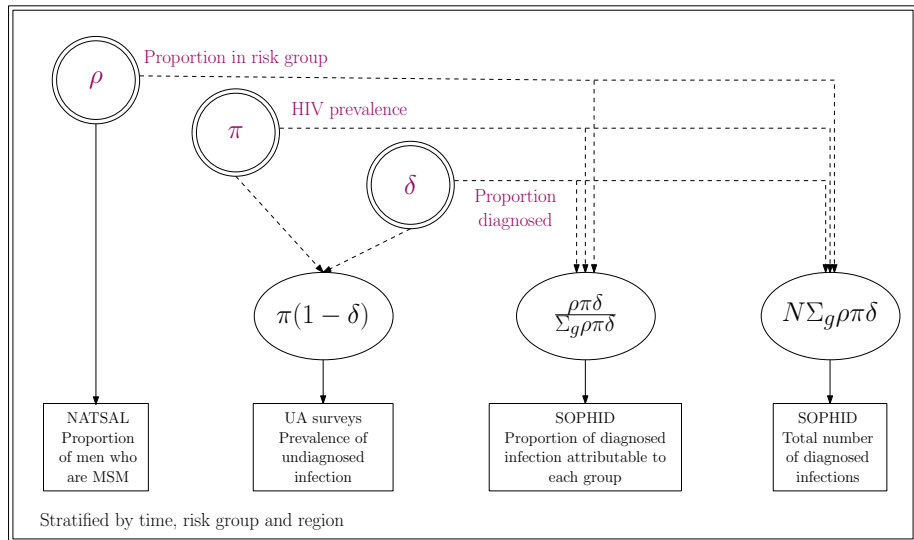 ρ
Proportion in risk group
π
HIV prevalence
δ
Proportion
diagnosed
π(1 − δ)
ρπδ
Σgρπδ
NΣgρπδ
NATSAL
Proportion
of men who
are MSM
UA surveys
Prevalence of
undiagnosed
infection
SOPHID
Proportion of diagnosed
infection attributable to
each group
SOPHID
Total number
of diagnosed
infections
Stratified by time, risk group and region